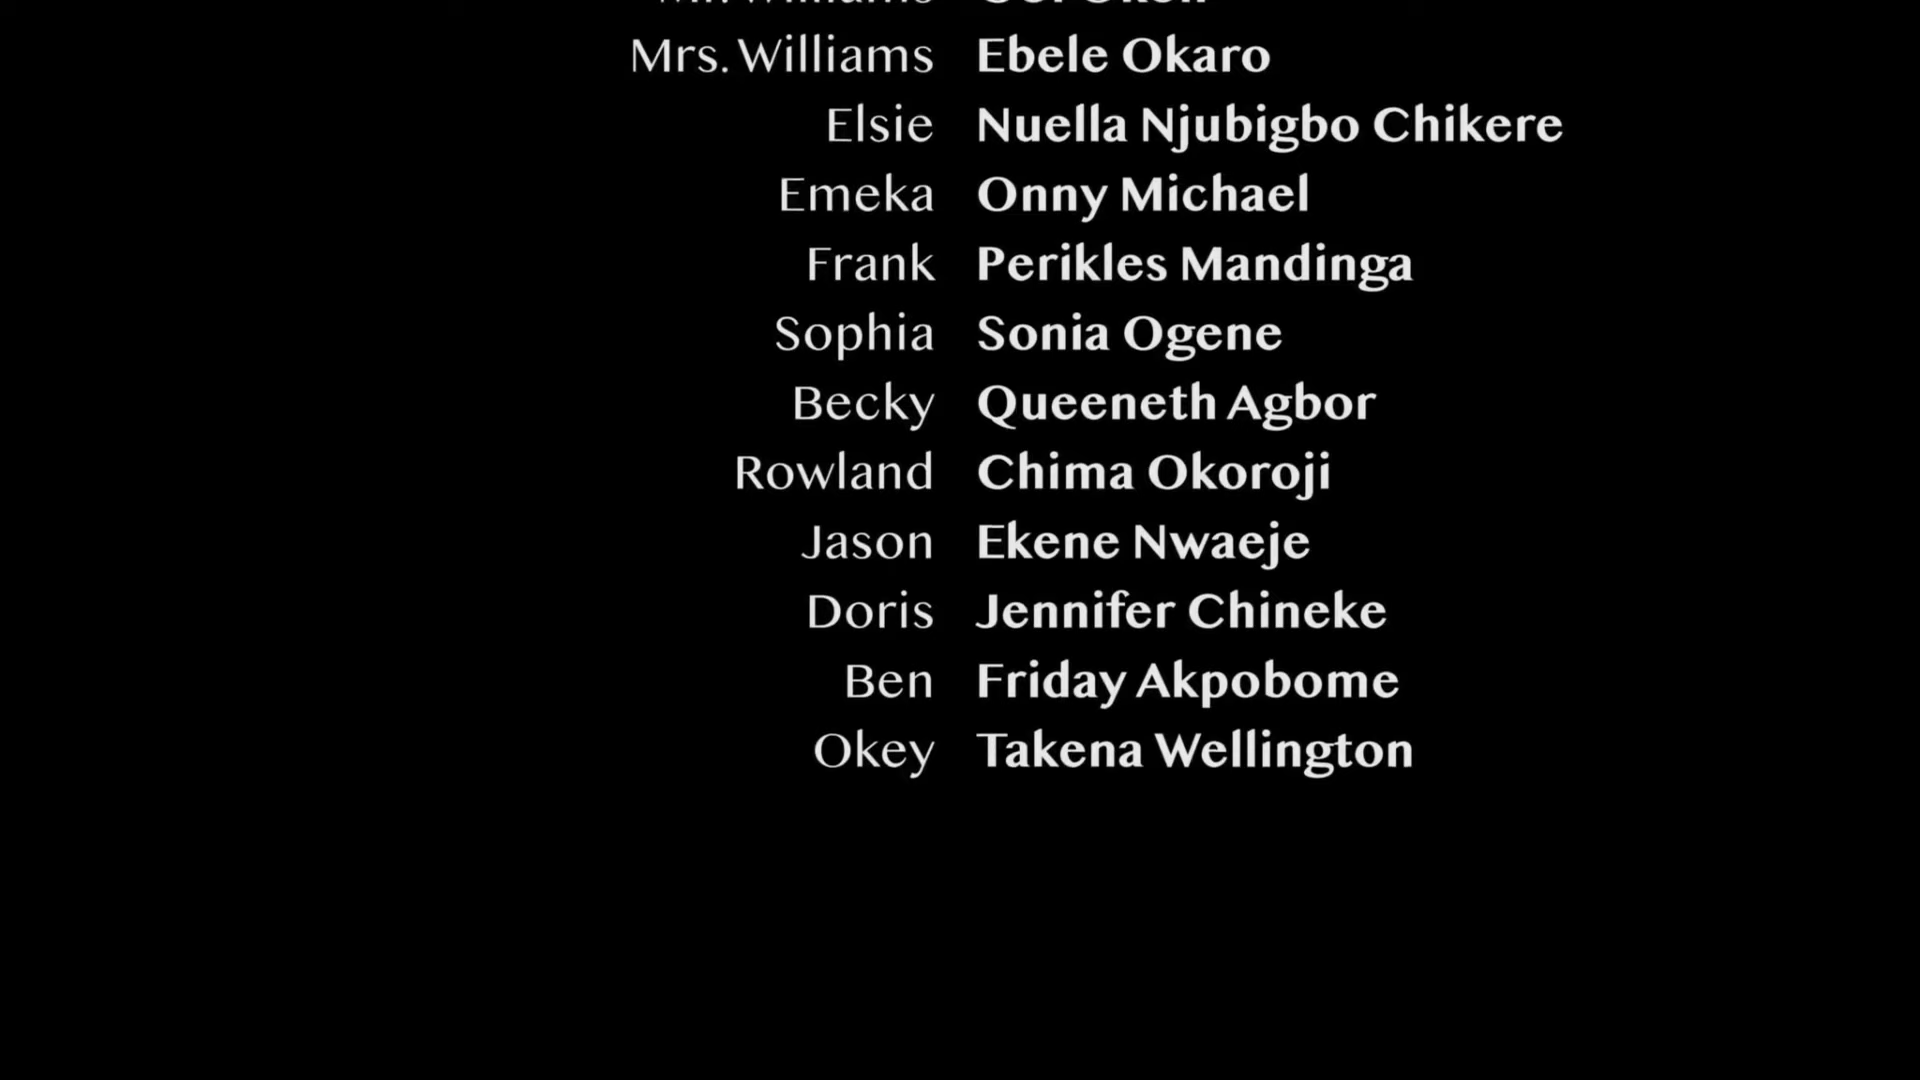 Mrs. Williams Ebele Okaro
Elsie Nuella Njubigbo Chikere
Emeka Onny Michael
Frank Perikles Mandinga
Sophia Sonia Ogene
Becky Queeneth Agbor
Rowland Chima Okoroji
Jason Ekene Nwaeje
Doris Jennifer Chineke
Ben Friday Akpobome
Okey Takena Wellington